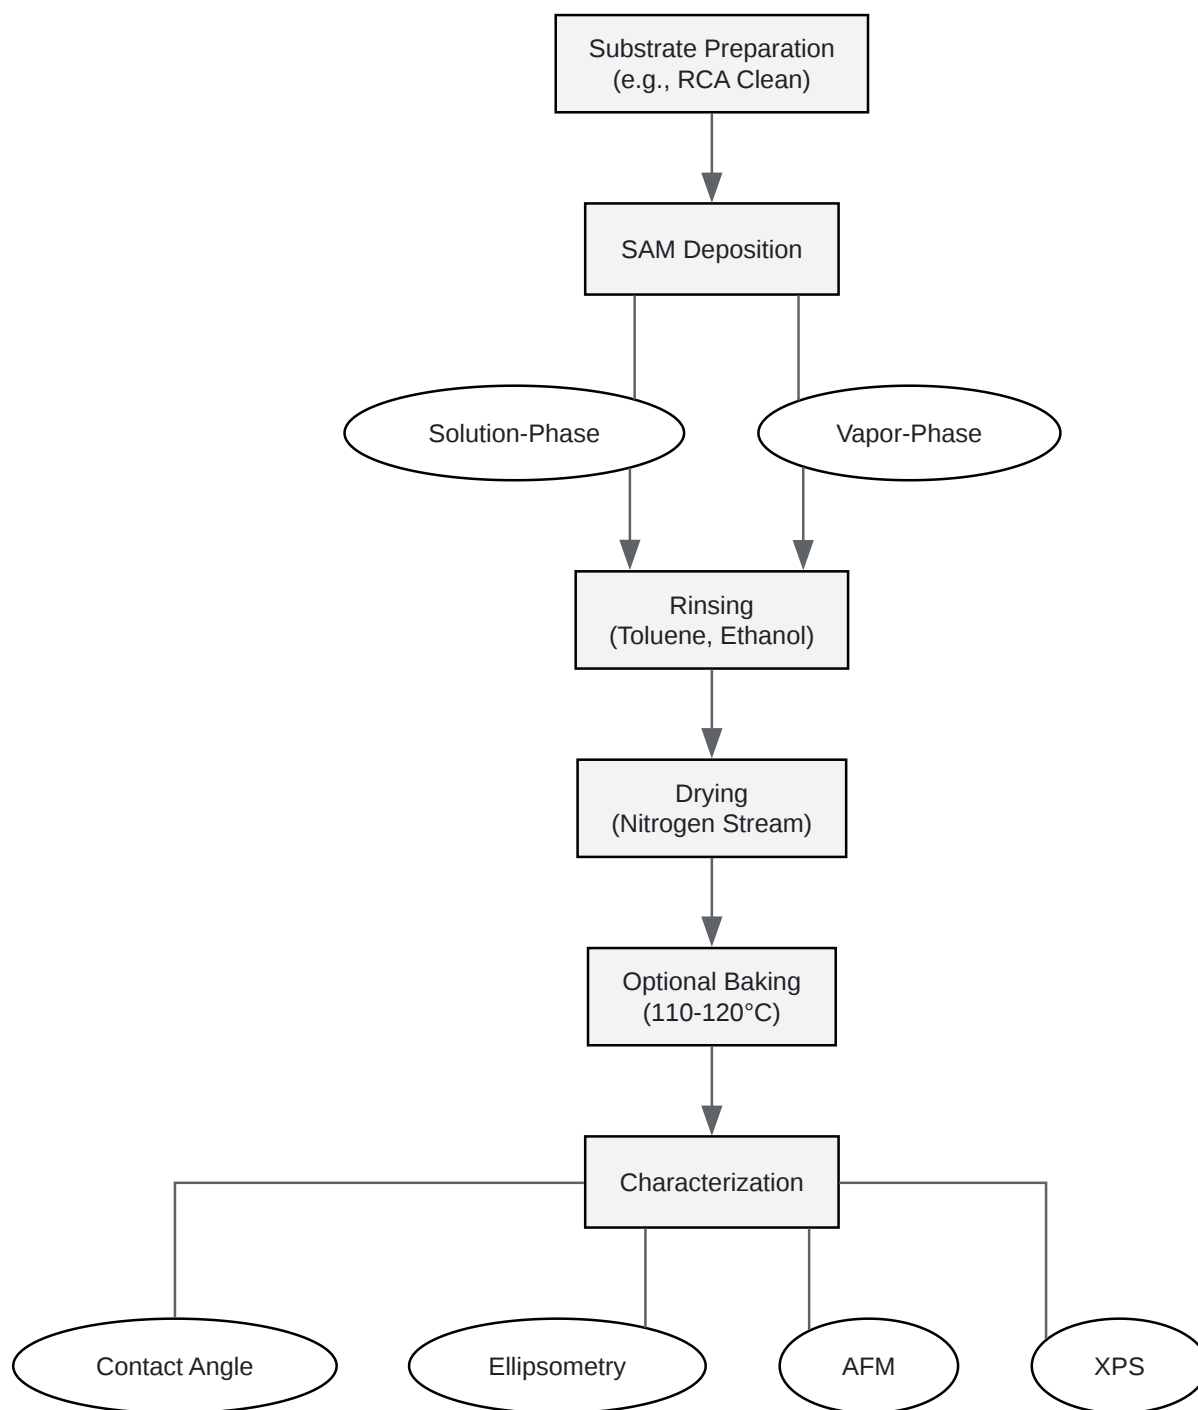 Substrate Preparation
(e.g., RCA Clean)
SAM Deposition
Solution-Phase
Vapor-Phase
Rinsing
(Toluene, Ethanol)
Drying
(Nitrogen Stream)
Optional Baking
(110-120°C)
Characterization
Contact Angle
Ellipsometry
AFM
XPS